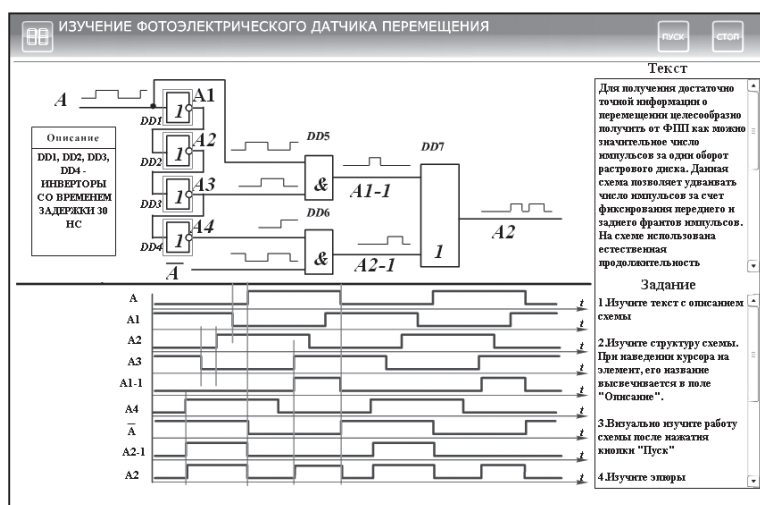 ИЗУЧЕНИЕ ФОТОЭЛЕКТРИЧЕСКОГО ДАТЧИКА ПЕРЕМЕЩЕНИЯ
ПУСК
СТОП
A
DD1
1
A1
DD2
1
A2
DD3
1
A3
DD4
1
A4
A̅
DD5
&
DD6
&
A1-1
A2-1
DD7
1
A2
Описание
DD1, DD2, DD3,
DD4 -
ИНВЕРТОРЫ
СО ВРЕМЕНЕМ
ЗАДЕРЖКИ 30
НС
A t
A1 t
A2 t
A3 t
A1-1 t
A4 t
A̅ t
A2-1 t
A2 t
Текст
Для получения достаточно
точной информации о
перемещении целесообразно
получить от ФПП как можно
значительное число
импульсов за один оборот
растрового диска. Данная
схема позволяет удваивать
число импульсов за счет
фиксирования переднего и
заднего франтов импульсов.
На схеме использована
естественная
продолжительность
Задание
1.Изучите текст с описанием
схемы
2.Изучите структуру схемы.
При наведении курсора на
элемент, его название
высвечивается в поле
"Описание".
3.Визуально изучите работу
схемы после нажатия
кнопки "Пуск"
4.Изучите эпюры